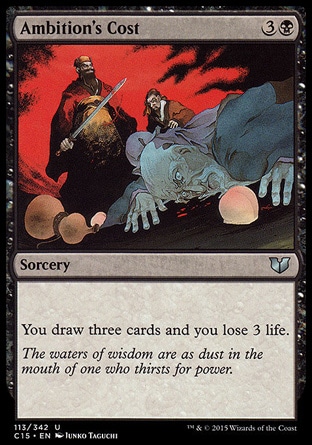 Ambition's Cost 3
Sorcery
You draw three cards and you lose 3 life.
The waters of wisdom are as dust in the
mouth of one who thirsts for power.
113/342 U
C15 • EN Junko Taguchi
™ & © 2015 Wizards of the Coast